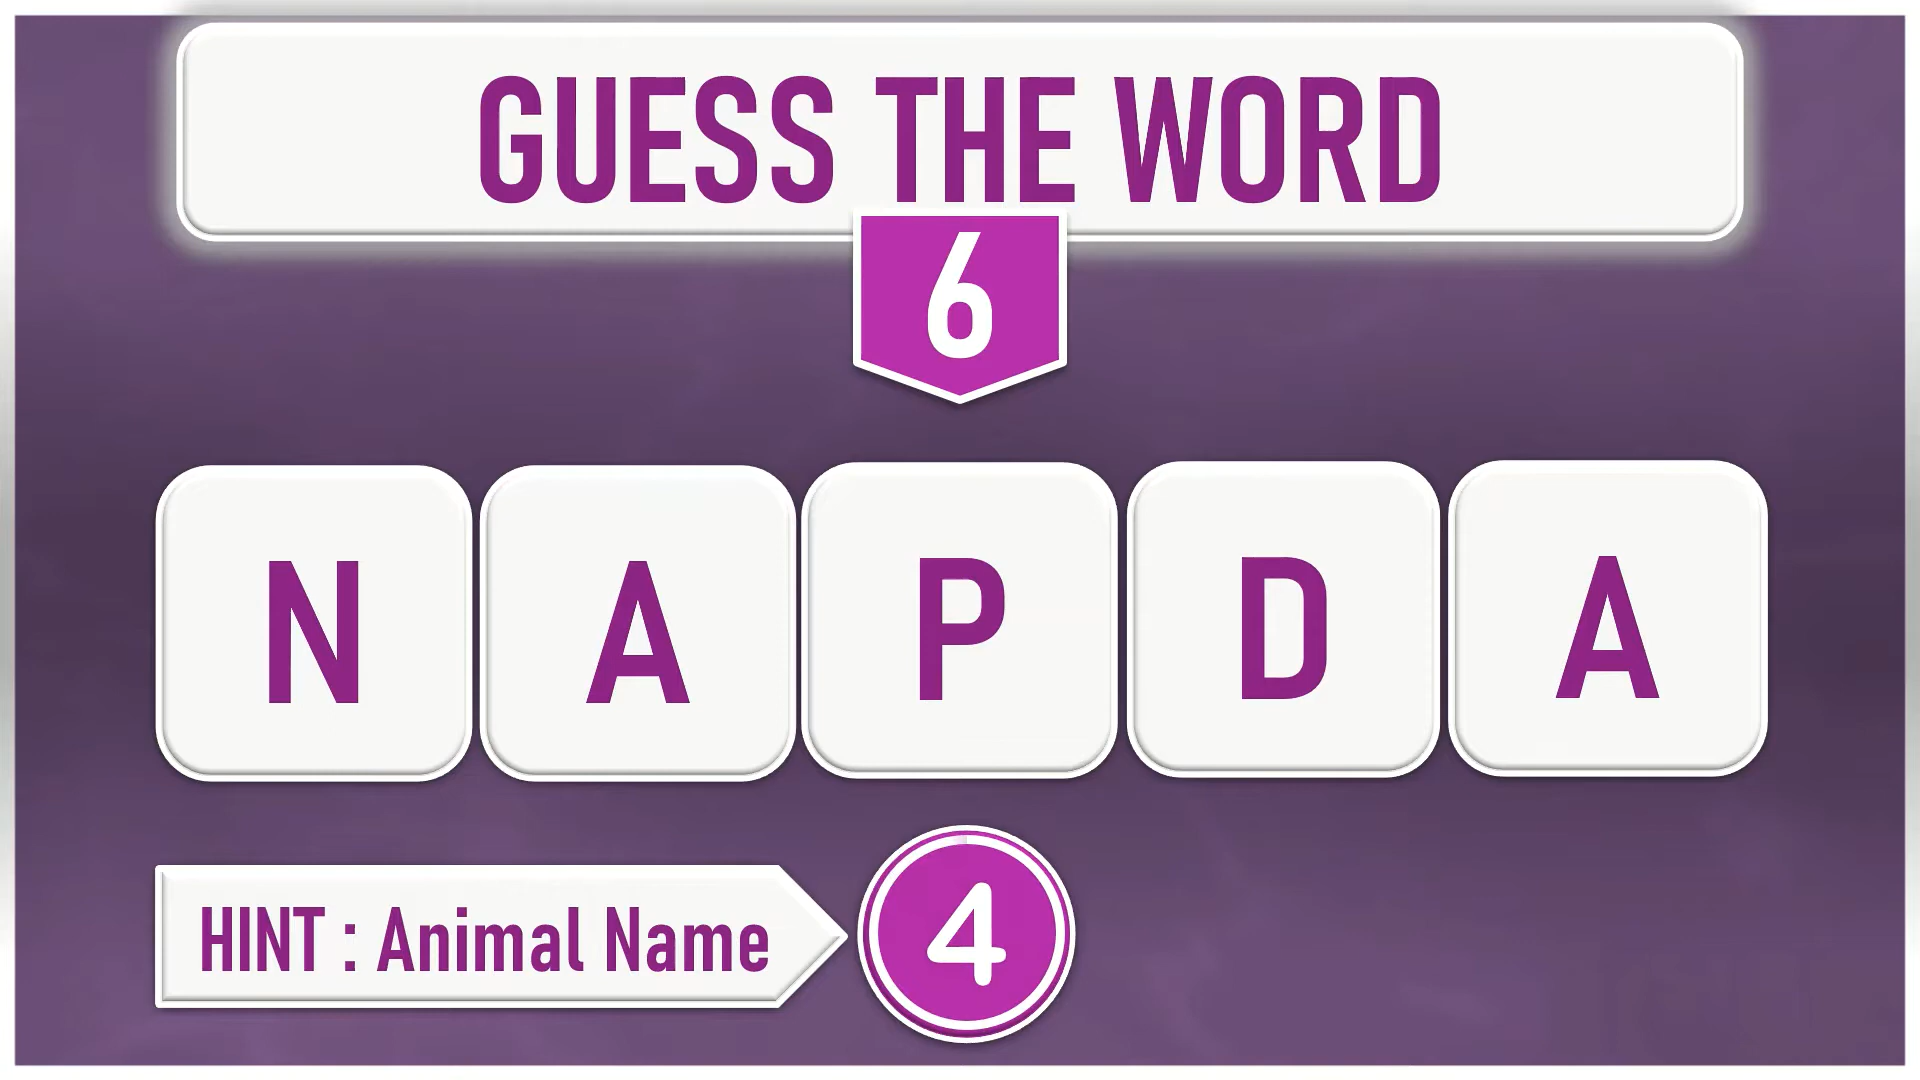 GUESS THE WORD
6
N A P D A
HINT : Animal Name
4